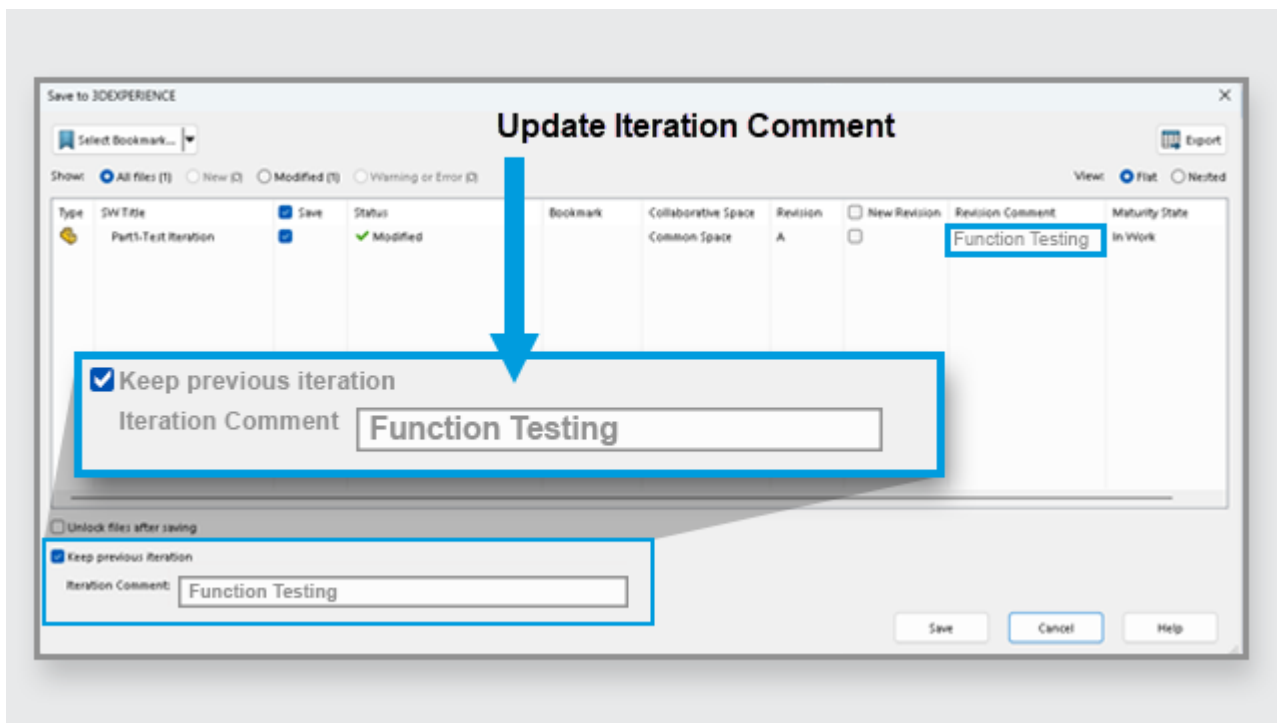 Save to 3DEXPERIENCE
Update Iteration Comment
Select Bookmark...
Export
Show: All files (1) New (0) Modified (1) Warning or Error (0) View: Flat Nested
Type SW Title Save Status Bookmark Collaborative Space Revision New Revision Revision Comment Maturity State
Part1-Test Iteration Modified Common Space A Function Testing In Work
Keep previous iteration
Iteration Comment Function Testing
Unlock files after saving
Keep previous iteration
Iteration Comment: Function Testing
Save Cancel Help